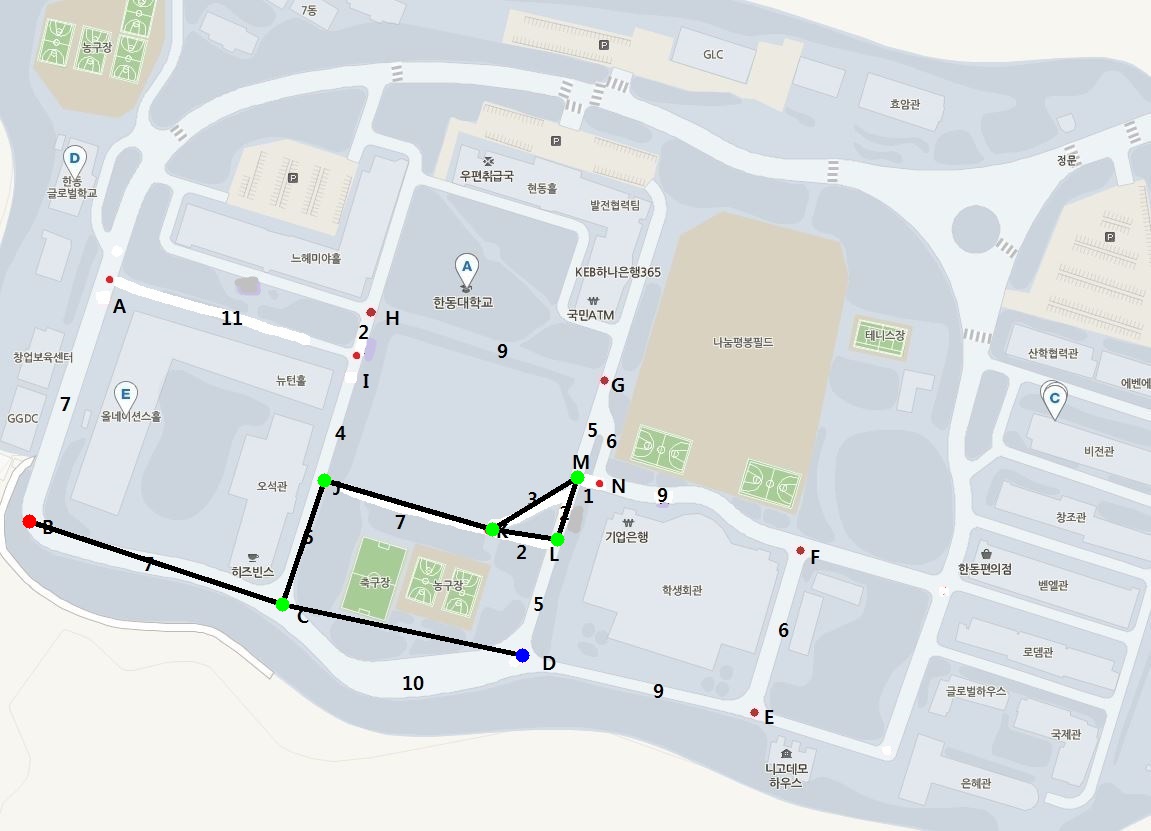 7동
농구장
P
GLC
효암관
D
한동
글로벌학교
P
P
우편취급국
현동홀
발전협력팀
정문
P
느헤미야홀
A
한동대학교
KEB하나은행365
국민ATM
나눔평봉필드
테니스장
A
11
2
H
9
창업보육센터
I
뉴턴홀
산학협력관
에벤에
E
올네이션스홀
GGDC
7
G
C
비전관
4
5
6
오석관
M
J
3
1
N
9
기업은행
창조관
B
7
K
2
L
한동편의점
F
히즈빈스
7
축구장
농구장
학생회관
벧엘관
C
5
6
로뎀관
D
10
9
글로벌하우스
E
국제관
니고데모
하우스
은혜관